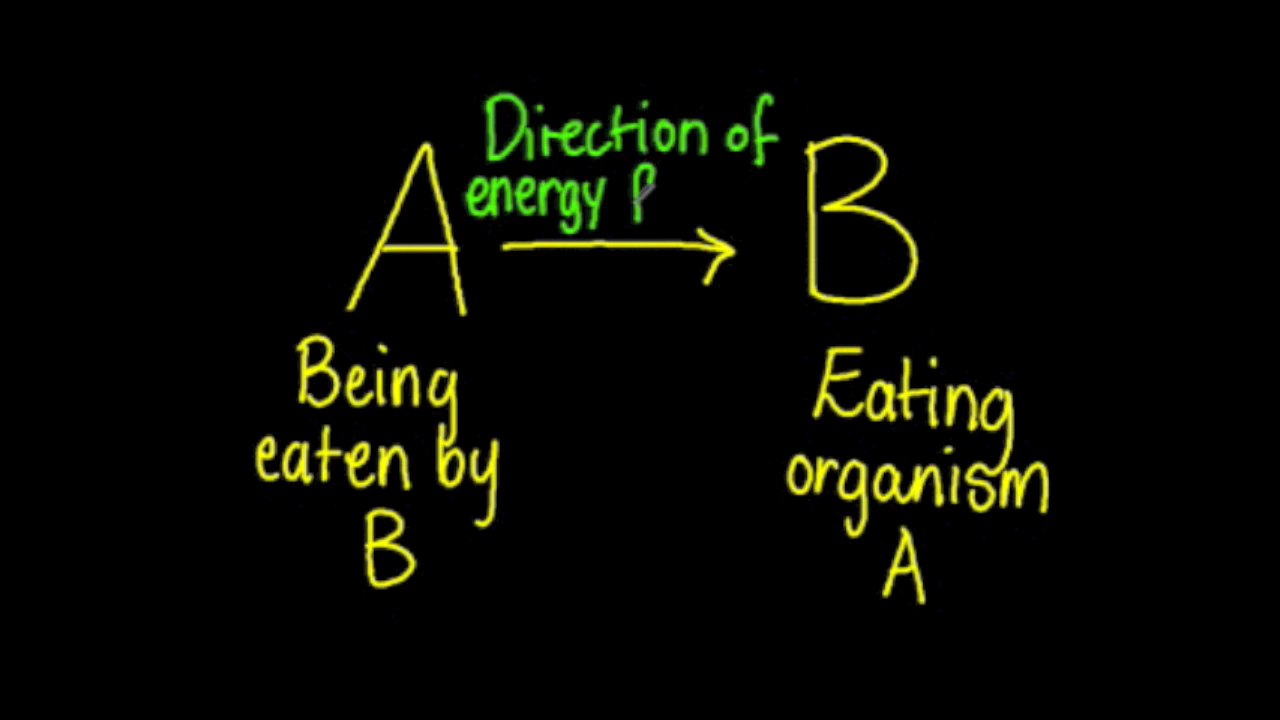 Direction of
energy f
A
B
Being
eaten by
B
Eating
organism
A